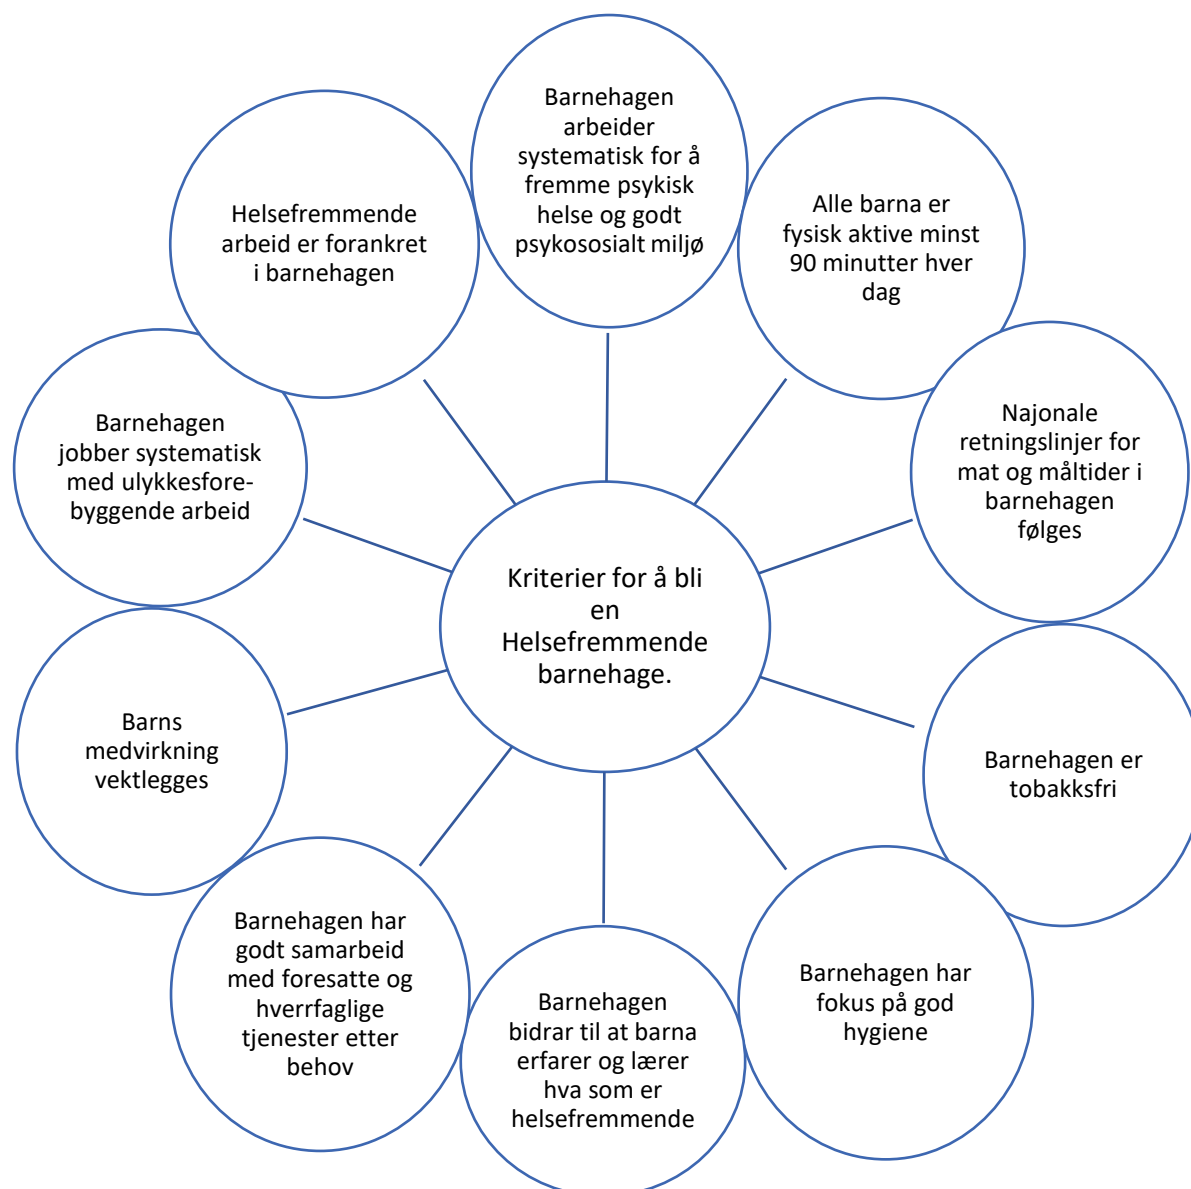 Kriterier for å bli
en
Helsefremmende
barnehage.
Barnehagen
arbeider
systematisk for å
fremme psykisk
helse og godt
psykososialt miljø
Alle barna er
fysisk aktive minst
90 minutter hver
dag
Najonale
retningslinjer for
mat og måltider i
barnehagen
følges
Barnehagen er
tobakksfri
Barnehagen har
fokus på god
hygiene
Barnehagen
bidrar til at barna
erfarer og lærer
hva som er
helsefremmende
Barnehagen har
godt samarbeid
med foresatte og
hverrfaglige
tjenester etter
behov
Barns
medvirkning
vektlegges
Barnehagen
jobber systematisk
med ulykkesfore-
byggende arbeid
Helsefremmende
arbeid er forankret
i barnehagen